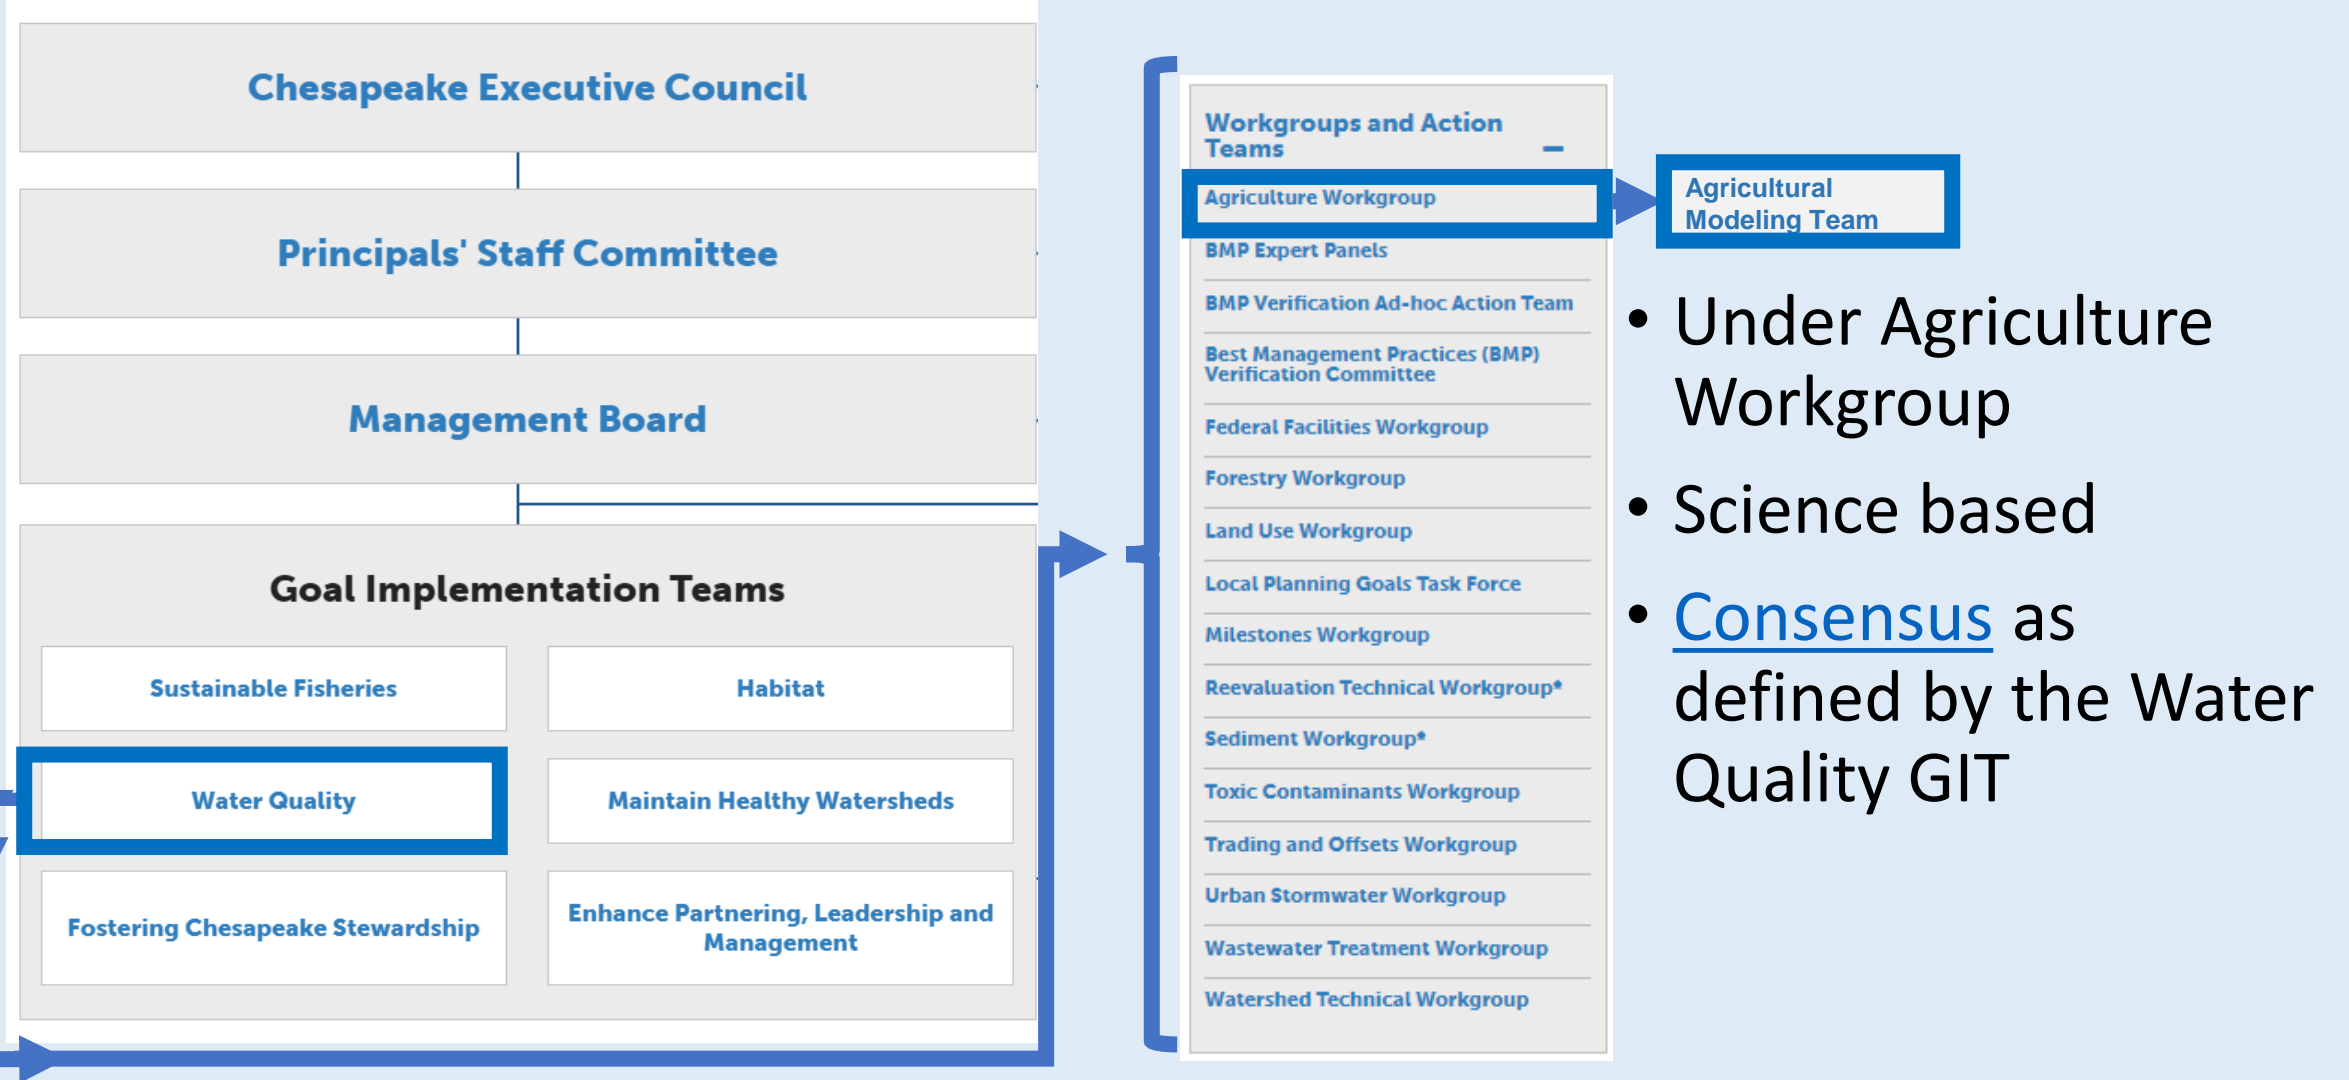 Chesapeake Executive Council
Principals' Staff Committee
Management Board
Goal Implementation Teams
Sustainable Fisheries
Habitat
Water Quality
Maintain Healthy Watersheds
Fostering Chesapeake Stewardship
Enhance Partnering, Leadership and
Management
Workgroups and Action
Teams
Agriculture Workgroup
BMP Expert Panels
BMP Verification Ad-hoc Action Team
Best Management Practices (BMP)
Verification Committee
Federal Facilities Workgroup
Forestry Workgroup
Land Use Workgroup
Local Planning Goals Task Force
Milestones Workgroup
Reevaluation Technical Workgroup*
Sediment Workgroup*
Toxic Contaminants Workgroup
Trading and Offsets Workgroup
Urban Stormwater Workgroup
Wastewater Treatment Workgroup
Watershed Technical Workgroup
Agricultural
Modeling Team
• Under Agriculture
Workgroup
• Science based
• Consensus as
defined by the Water
Quality GIT